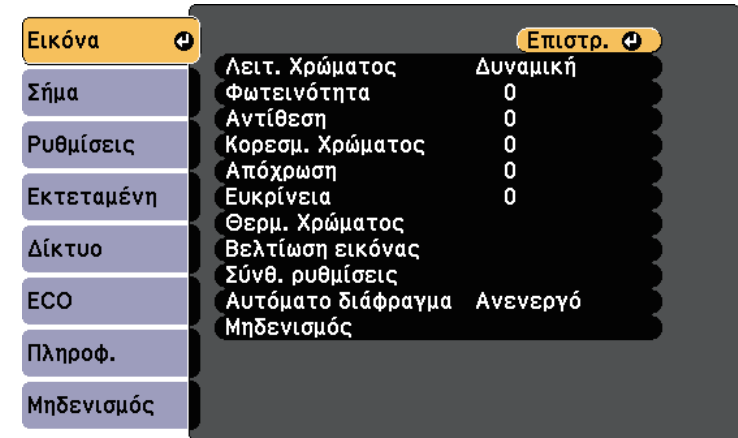 Εικόνα
Σήμα
Ρυθμίσεις
Εκτεταμένη
Δίκτυο
ECO
Πληροφ.
Μηδενισμός
Επιστρ.
Λειτ. Χρώματος Δυναμική
Φωτεινότητα 0
Αντίθεση 0
Κορεσμ. Χρώματος 0
Απόχρωση 0
Ευκρίνεια 0
Θερμ. Χρώματος
Βελτίωση εικόνας
Σύνθ. ρυθμίσεις
Αυτόματο διάφραγμα Ανενεργό
Μηδενισμός